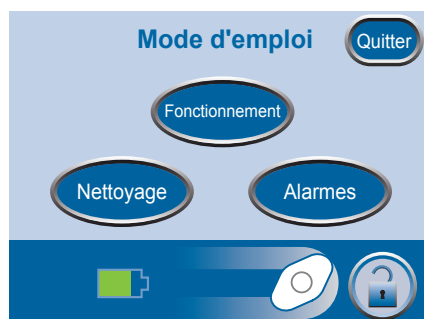 Mode d'emploi
Quitter
Fonctionnement
Nettoyage
Alarmes